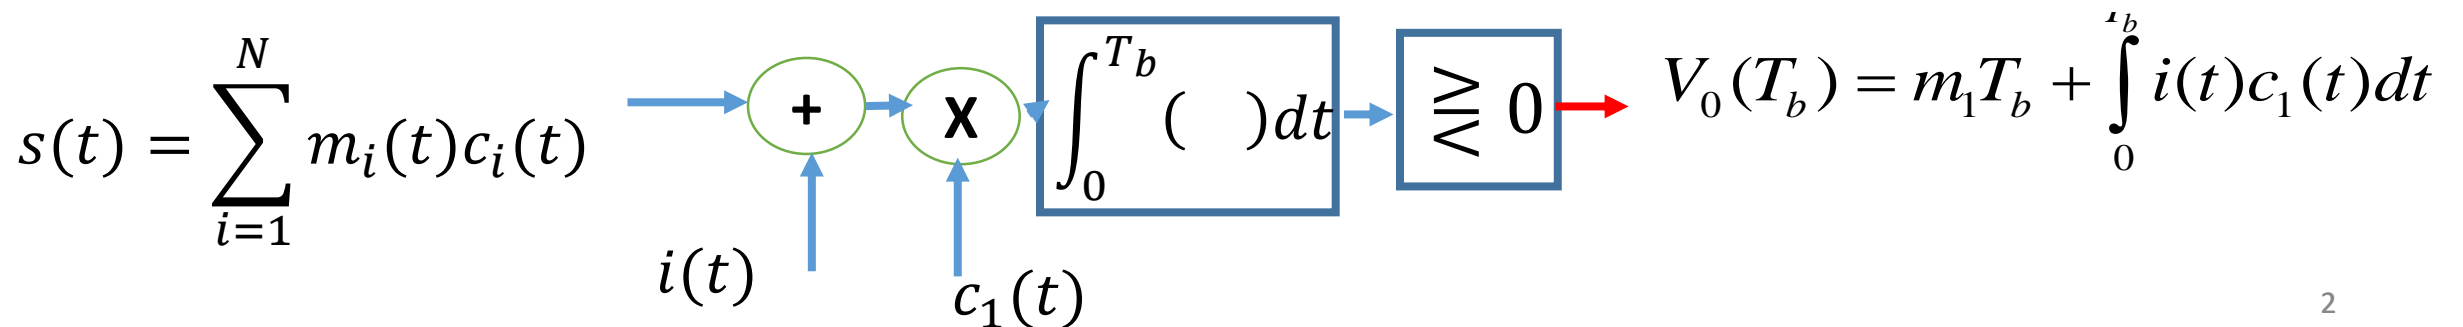 s(t) = ∑_{i=1}^{N} m_i(t)c_i(t)
+
X
∫_0^{T_b} (   )dt
⪌ 0
V_0(T_b) = m_1T_b + ∫_0^{T_b} i(t)c_1(t)dt
i(t)
c_1(t)
2